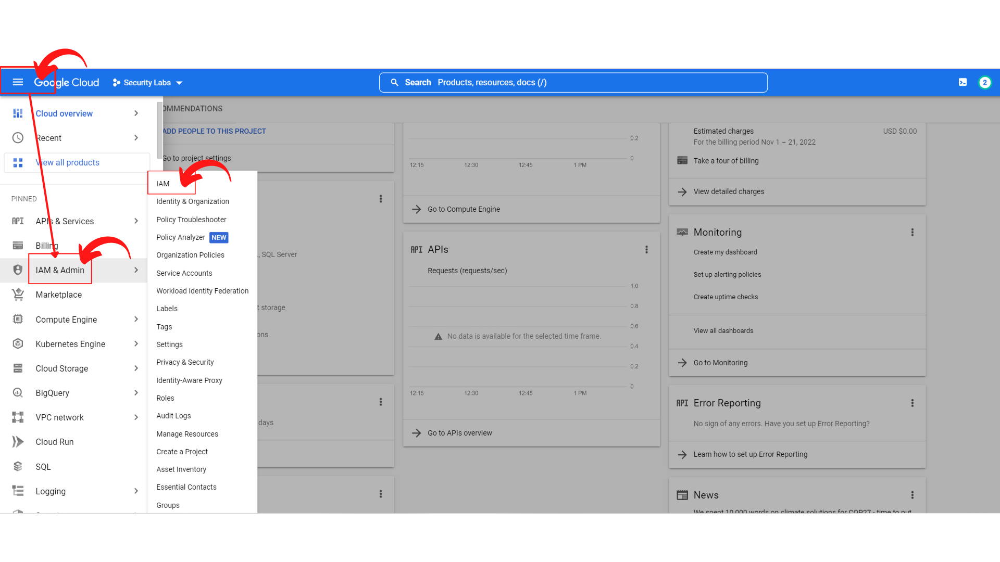 Google Cloud
Security Labs
Search Products, resources, docs (/)
2
Cloud overview
Recent
View all products
PINNED
APIs & Services
Billing
IAM & Admin
Marketplace
Compute Engine
Kubernetes Engine
Cloud Storage
BigQuery
VPC network
Cloud Run
SQL
Logging
IAM
Identity & Organization
Policy Troubleshooter
Policy Analyzer NEW
Organization Policies
Service Accounts
Workload Identity Federation
Labels
Tags
Settings
Privacy & Security
Identity-Aware Proxy
Roles
Audit Logs
Manage Resources
Create a Project
Asset Inventory
Essential Contacts
Groups
OMMENDATIONS
ADD PEOPLE TO THIS PROJECT
Go to project settings
, SQL Server
t storage
ons
days
0.2
0
12:15 12:30 12:45 1 PM
Go to Compute Engine
API APIs
Requests (requests/sec)
1.0
0.8
0.6
No data is available for the selected time frame.
0.4
0.2
0
12:15 12:30 12:45 1 PM
Go to APIs overview
Estimated charges USD $0.00
For the billing period Nov 1 – 21, 2022
Take a tour of billing
View detailed charges
Monitoring
Create my dashboard
Set up alerting policies
Create uptime checks
View all dashboards
Go to Monitoring
API Error Reporting
No sign of any errors. Have you set up Error Reporting?
Learn how to set up Error Reporting
News
We spent 10,000 words on climate solutions for COP27 - time to put